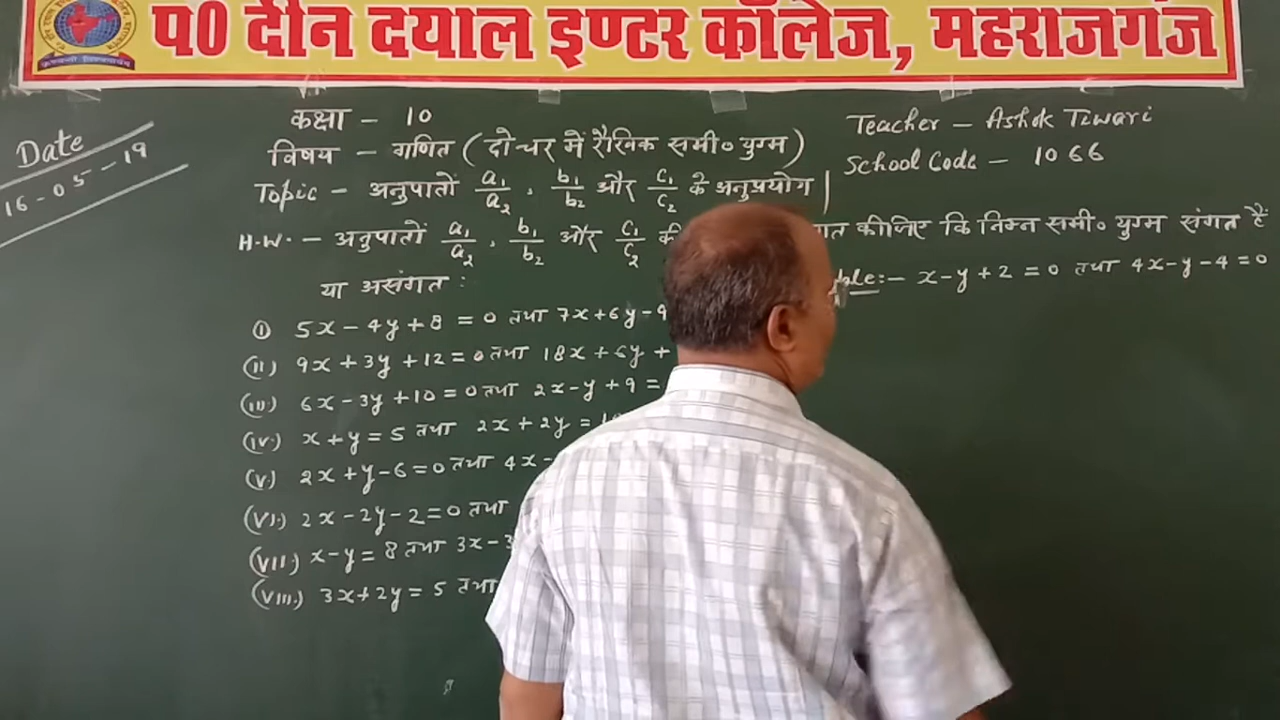 प0 दीन दयाल इण्टर कॉलेज, महराजगंज
Date
16-05-19
कक्षा - 10
विषय - गणित (दो चर में रैखिक समी० युग्म)
Topic - अनुपातों a₁/a₂, b₁/b₂ और c₁/c₂ के अनुप्रयोग|
Teacher - Ashok Tiwari
School Code - 1066
H.W. - अनुपातों a₁/a₂, b₁/b₂ और c₁/c₂ कीजिए कि निम्न समी० युग्म संगत हैं
या असंगत :
(i) 5x - 4y + 8 = 0 तथा 7x + 6y - 9
(ii) 9x + 3y + 12 = 0 तथा 18x + 6y +
(iii) 6x - 3y + 10 = 0 तथा 2x - y + 9 =
(iv.) x + y = 5 तथा 2x + 2y =
(v.) 2x + y - 6 = 0 तथा 4x -
(vi.) 2x - 2y - 2 = 0 तथा
(vii.) x - y = 8 तथा 3x - 3
(viii.) 3x + 2y = 5 तथा
:- x - y + 2 = 0 तथा 4x - y - 4 = 0